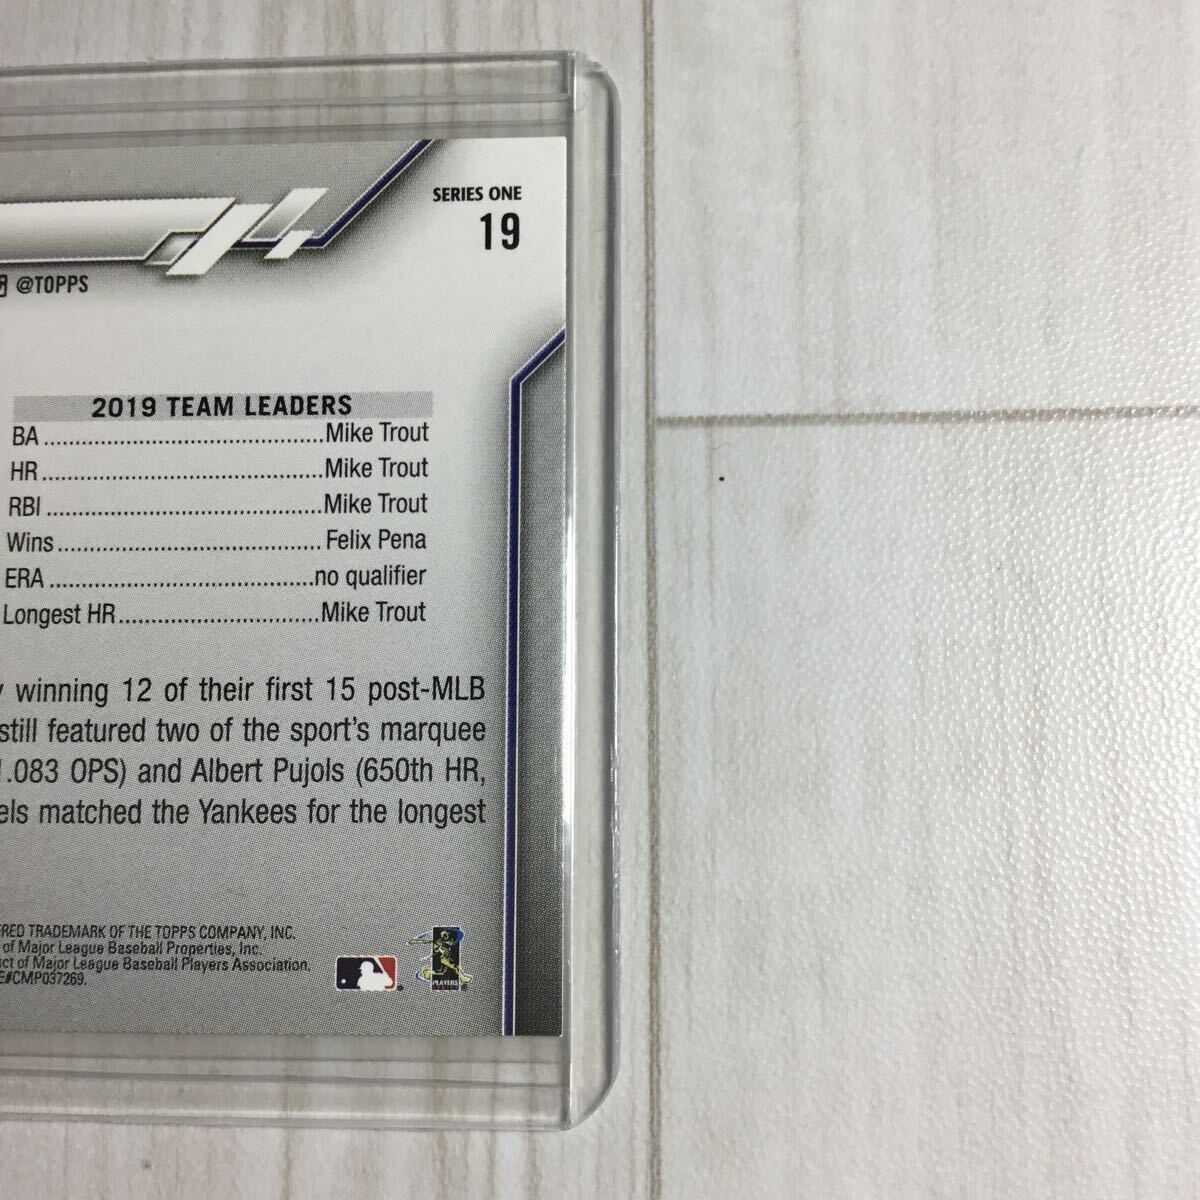 SERIES ONE
19
@TOPPS
2019 TEAM LEADERS
BA ........................................... Mike Trout
HR ........................................... Mike Trout
RBI .......................................... Mike Trout
Wins ........................................ Felix Pena
ERA ........................................ no qualifier
Longest HR ............................... Mike Trout
winning 12 of their first 15 post-MLB
still featured two of the sport's marquee
.083 OPS) and Albert Pujols (650th HR,
els matched the Yankees for the longest
RED TRADEMARK OF THE TOPPS COMPANY, INC.
of Major League Baseball Properties, Inc.
ct of Major League Baseball Players Association.
E#CMP037269.
PLAYERS